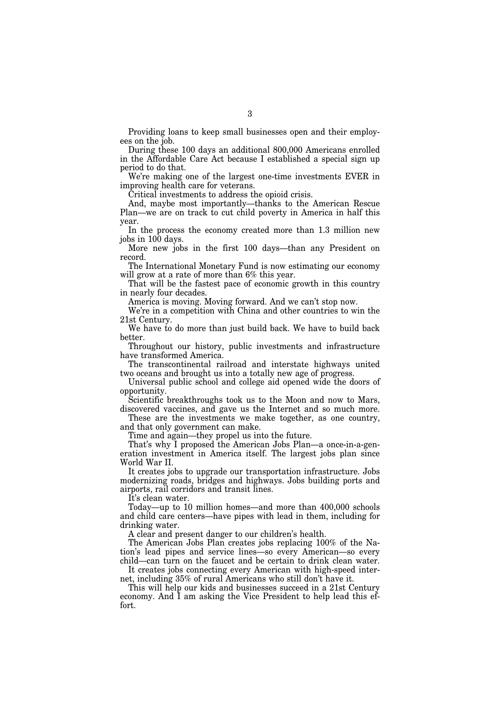 3
Providing loans to keep small businesses open and their employ-
ees on the job.
During these 100 days an additional 800,000 Americans enrolled
in the Affordable Care Act because I established a special sign up
period to do that.
We're making one of the largest one-time investments EVER in
improving health care for veterans.
Critical investments to address the opioid crisis.
And, maybe most importantly—thanks to the American Rescue
Plan—we are on track to cut child poverty in America in half this
year.
In the process the economy created more than 1.3 million new
jobs in 100 days.
More new jobs in the first 100 days—than any President on
record.
The International Monetary Fund is now estimating our economy
will grow at a rate of more than 6% this year.
That will be the fastest pace of economic growth in this country
in nearly four decades.
America is moving. Moving forward. And we can't stop now.
We're in a competition with China and other countries to win the
21st Century.
We have to do more than just build back. We have to build back
better.
Throughout our history, public investments and infrastructure
have transformed America.
The transcontinental railroad and interstate highways united
two oceans and brought us into a totally new age of progress.
Universal public school and college aid opened wide the doors of
opportunity.
Scientific breakthroughs took us to the Moon and now to Mars,
discovered vaccines, and gave us the Internet and so much more.
These are the investments we make together, as one country,
and that only government can make.
Time and again—they propel us into the future.
That's why I proposed the American Jobs Plan—a once-in-a-gen-
eration investment in America itself. The largest jobs plan since
World War II.
It creates jobs to upgrade our transportation infrastructure. Jobs
modernizing roads, bridges and highways. Jobs building ports and
airports, rail corridors and transit lines.
It's clean water.
Today—up to 10 million homes—and more than 400,000 schools
and child care centers—have pipes with lead in them, including for
drinking water.
A clear and present danger to our children's health.
The American Jobs Plan creates jobs replacing 100% of the Na-
tion's lead pipes and service lines—so every American—so every
child—can turn on the faucet and be certain to drink clean water.
It creates jobs connecting every American with high-speed inter-
net, including 35% of rural Americans who still don't have it.
This will help our kids and businesses succeed in a 21st Century
economy. And I am asking the Vice President to help lead this ef-
fort.